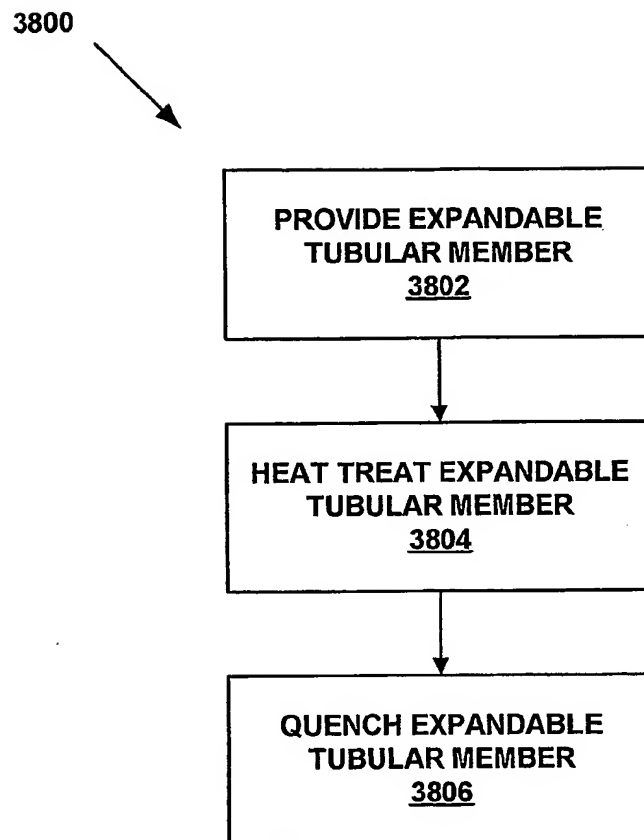 3800
PROVIDE EXPANDABLE
TUBULAR MEMBER
3802
HEAT TREAT EXPANDABLE
TUBULAR MEMBER
3804
QUENCH EXPANDABLE
TUBULAR MEMBER
3806